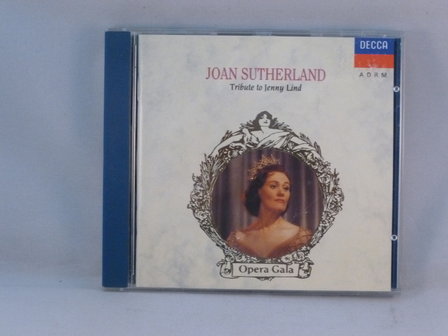 DECCA
ADRM
JOAN SUTHERLAND
Tribute to Jenny Lind
Opera Gala